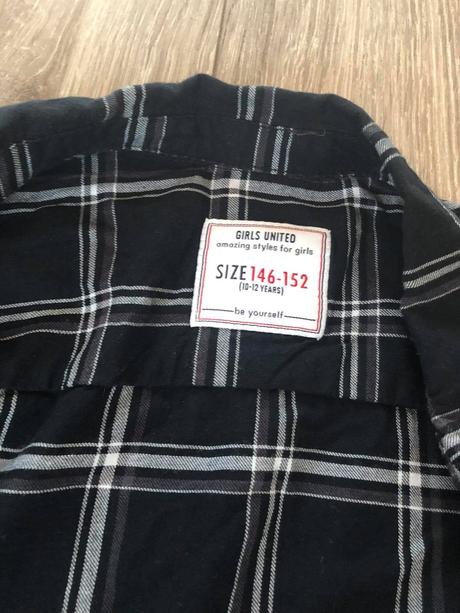 GIRLS UNITED
amazing styles for girls
SIZE 146-152
(10-12 YEARS)
be yourself